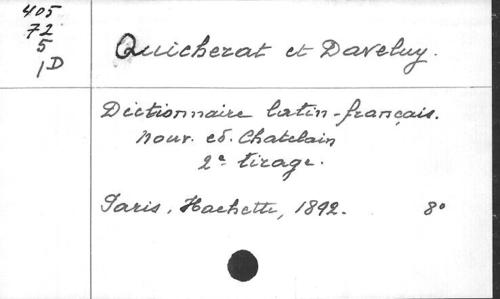 405
72
5
1D
Quicherat et Daveluy.
Dictionnaire latin-français.
Nouv. éd. Chatelain
2e tirage.
Paris, Hachette, 1892. 8°